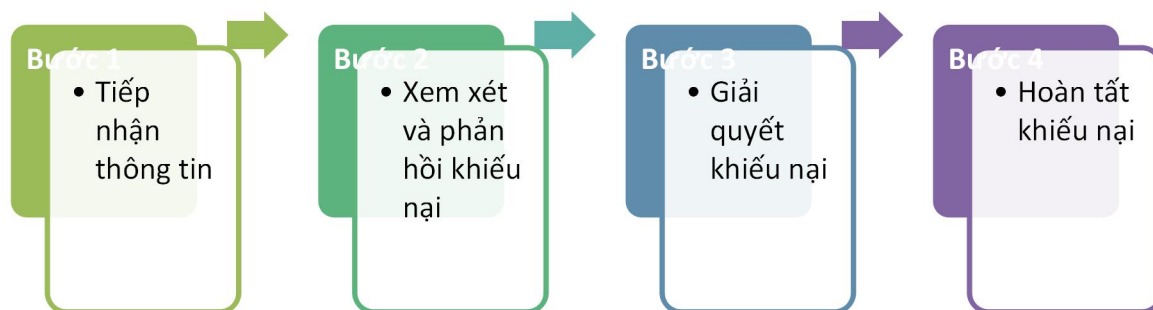 Bước 1
• Tiếp
nhận
thông tin
Bước 2
• Xem xét
và phản
hồi khiếu
nại
Bước 3
• Giải
quyết
khiếu nại
Bước 4
• Hoàn tất
khiếu nại